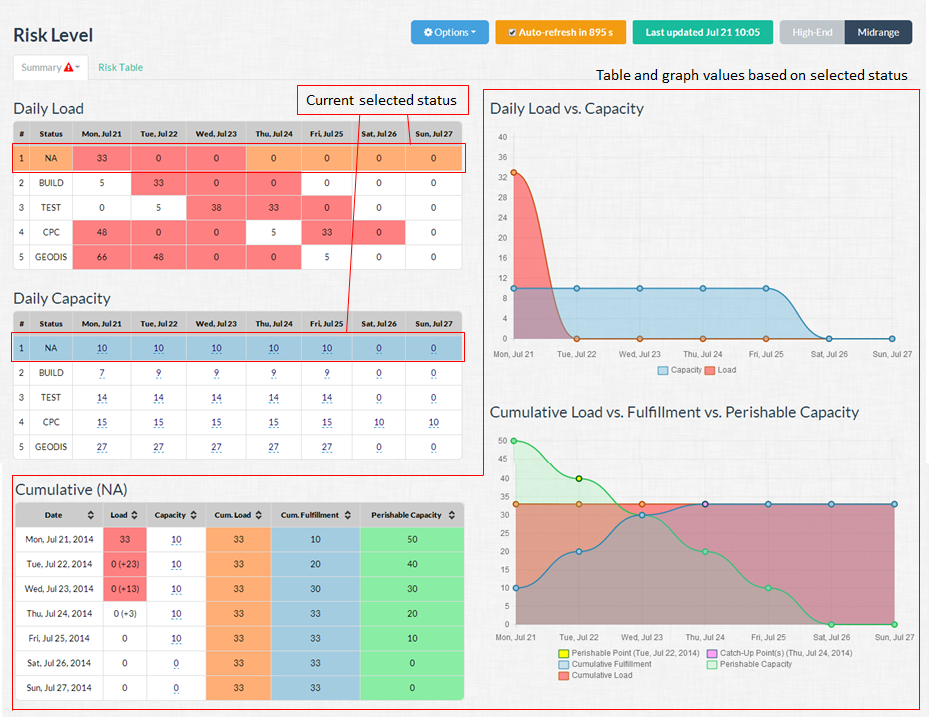 Risk Level
Options
Auto-refresh in 895 s
Last updated Jul 21 10:05
High-End
Midrange
Summary
Risk Table
Table and graph values based on selected status
Current selected status
Daily Load
# Status Mon, Jul 21 Tue, Jul 22 Wed, Jul 23 Thu, Jul 24 Fri, Jul 25 Sat, Jul 26 Sun, Jul 27
1 NA 33 0 0 0 0 0 0
2 BUILD 5 33 0 0 0 0 0
3 TEST 0 5 38 33 0 0 0
4 CPC 48 0 0 5 33 0 0
5 GEODIS 66 48 0 0 5 0 0
Daily Capacity
# Status Mon, Jul 21 Tue, Jul 22 Wed, Jul 23 Thu, Jul 24 Fri, Jul 25 Sat, Jul 26 Sun, Jul 27
1 NA 10 10 10 10 10 0 0
2 BUILD 7 9 9 9 9 0 0
3 TEST 14 14 14 14 14 0 0
4 CPC 15 15 15 15 15 10 10
5 GEODIS 27 27 27 27 27 0 0
Cumulative (NA)
Date Load Capacity Cum. Load Cum. Fulfillment Perishable Capacity
Mon, Jul 21, 2014 33 10 33 10 50
Tue, Jul 22, 2014 0 (+23) 10 33 20 40
Wed, Jul 23, 2014 0 (+13) 10 33 30 30
Thu, Jul 24, 2014 0 (+3) 10 33 33 20
Fri, Jul 25, 2014 0 10 33 33 10
Sat, Jul 26, 2014 0 0 33 33 0
Sun, Jul 27, 2014 0 0 33 33 0
Daily Load vs. Capacity
40
36
32
28
24
20
16
12
8
4
0
Mon, Jul 21 Tue, Jul 22 Wed, Jul 23 Thu, Jul 24 Fri, Jul 25 Sat, Jul 26 Sun, Jul 27
Capacity Load
Cumulative Load vs. Fulfillment vs. Perishable Capacity
50
45
40
35
30
25
20
15
10
5
0
Mon, Jul 21 Tue, Jul 22 Wed, Jul 23 Thu, Jul 24 Fri, Jul 25 Sat, Jul 26 Sun, Jul 27
Perishable Point (Tue, Jul 22, 2014) Catch-Up Point(s) (Thu, Jul 24, 2014)
Cumulative Fulfillment Perishable Capacity
Cumulative Load